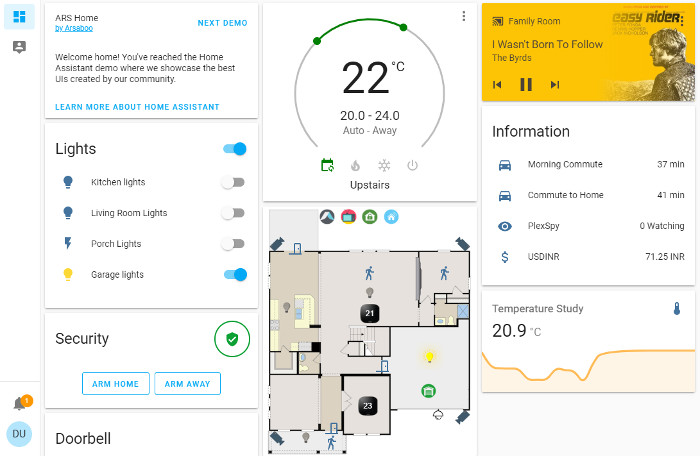 ARS Home
by Arsaboo
NEXT DEMO
Welcome home! You've reached the Home
Assistant demo where we showcase the best
UIs created by our community.
LEARN MORE ABOUT HOME ASSISTANT
Lights
Kitchen lights
Living Room Lights
Porch Lights
Garage lights
Security
ARM HOME
ARM AWAY
Doorbell
1
DU
22 °C
20.0 - 24.0
Auto - Away
Upstairs
21
23
Family Room
I Wasn't Born To Follow
The Byrds
easy Rider
Information
Morning Commute 37 min
Commute to Home 41 min
PlexSpy 0 Watching
USDINR 71.25 INR
Temperature Study
20.9 °C